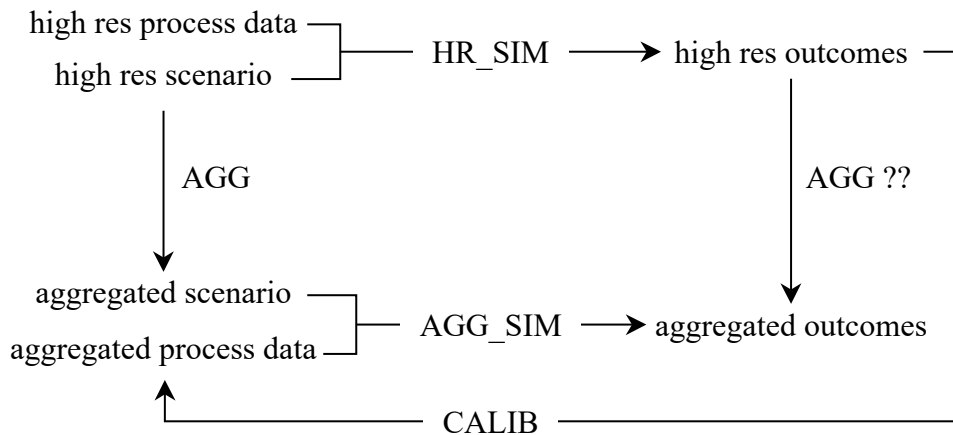 high res process data
high res scenario
HR_SIM
high res outcomes
AGG
AGG ??
aggregated scenario
aggregated process data
AGG_SIM
aggregated outcomes
CALIB